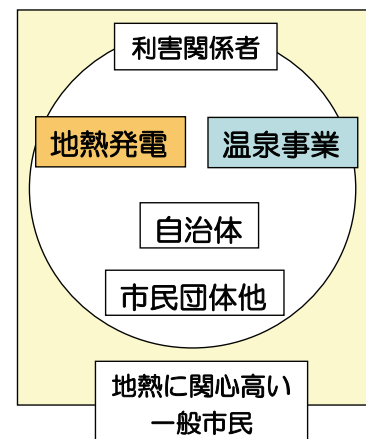 利害関係者
地熱発電
温泉事業
自治体
市民団体他
地熱に関心高い
一般市民